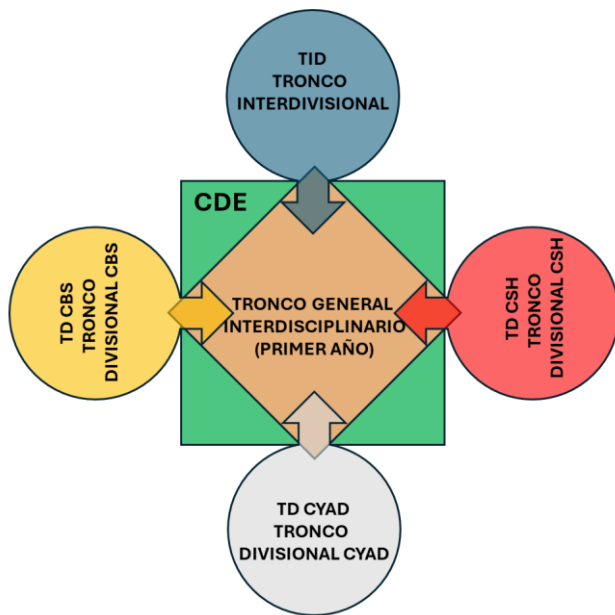 TID
TRONCO
INTERDIVISIONAL
CDE
TD CBS
TRONCO
DIVISIONAL CBS
TRONCO GENERAL
INTERDISCIPLINARIO
(PRIMER AÑO)
TD CSH
TRONCO
DIVISIONAL CSH
TD CYAD
TRONCO
DIVISIONAL CYAD